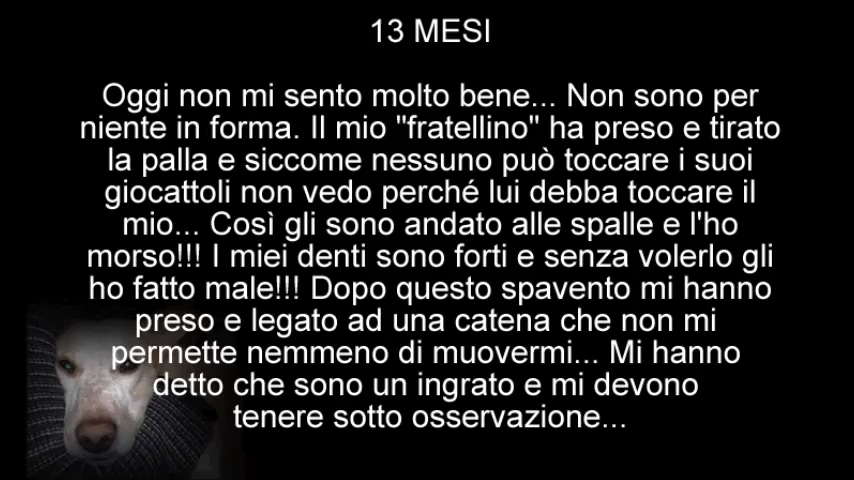 13 MESI
Oggi non mi sento molto bene... Non sono per
niente in forma. Il mio "fratellino" ha preso e tirato
la palla e siccome nessuno può toccare i suoi
giocattoli non vedo perché lui debba toccare il
mio... Così gli sono andato alle spalle e l'ho
morso!!! I miei denti sono forti e senza volerlo gli
ho fatto male!!! Dopo questo spavento mi hanno
preso e legato ad una catena che non mi
permette nemmeno di muovermi... Mi hanno
detto che sono un ingrato e mi devono
tenere sotto osservazione...